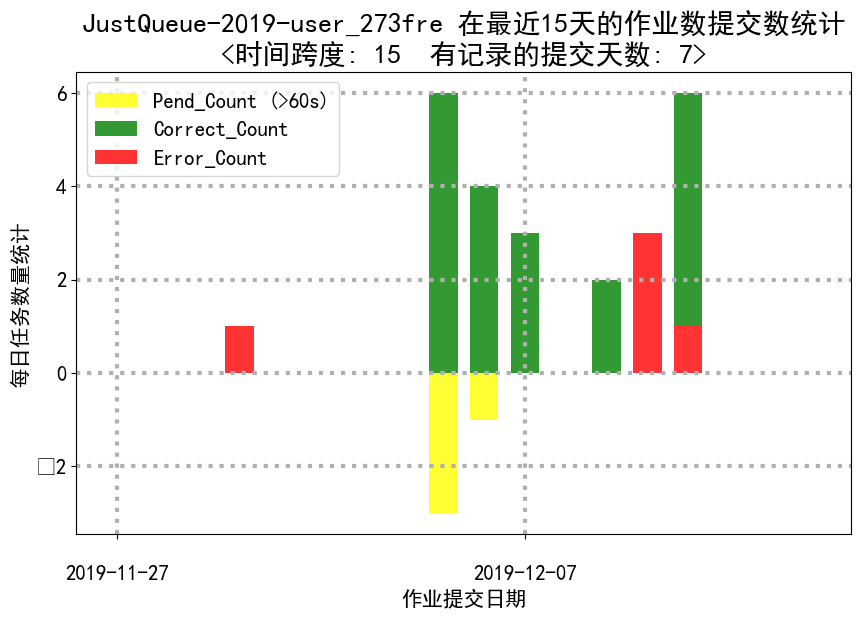 JustQueue-2019-user_273fre 在最近15天的作业数提交数统计
<时间跨度: 15  有记录的提交天数: 7>
Pend_Count (>60s)
Correct_Count
Error_Count
6
4
2
0
□2
每日任务数量统计
2019-11-27
2019-12-07
作业提交日期